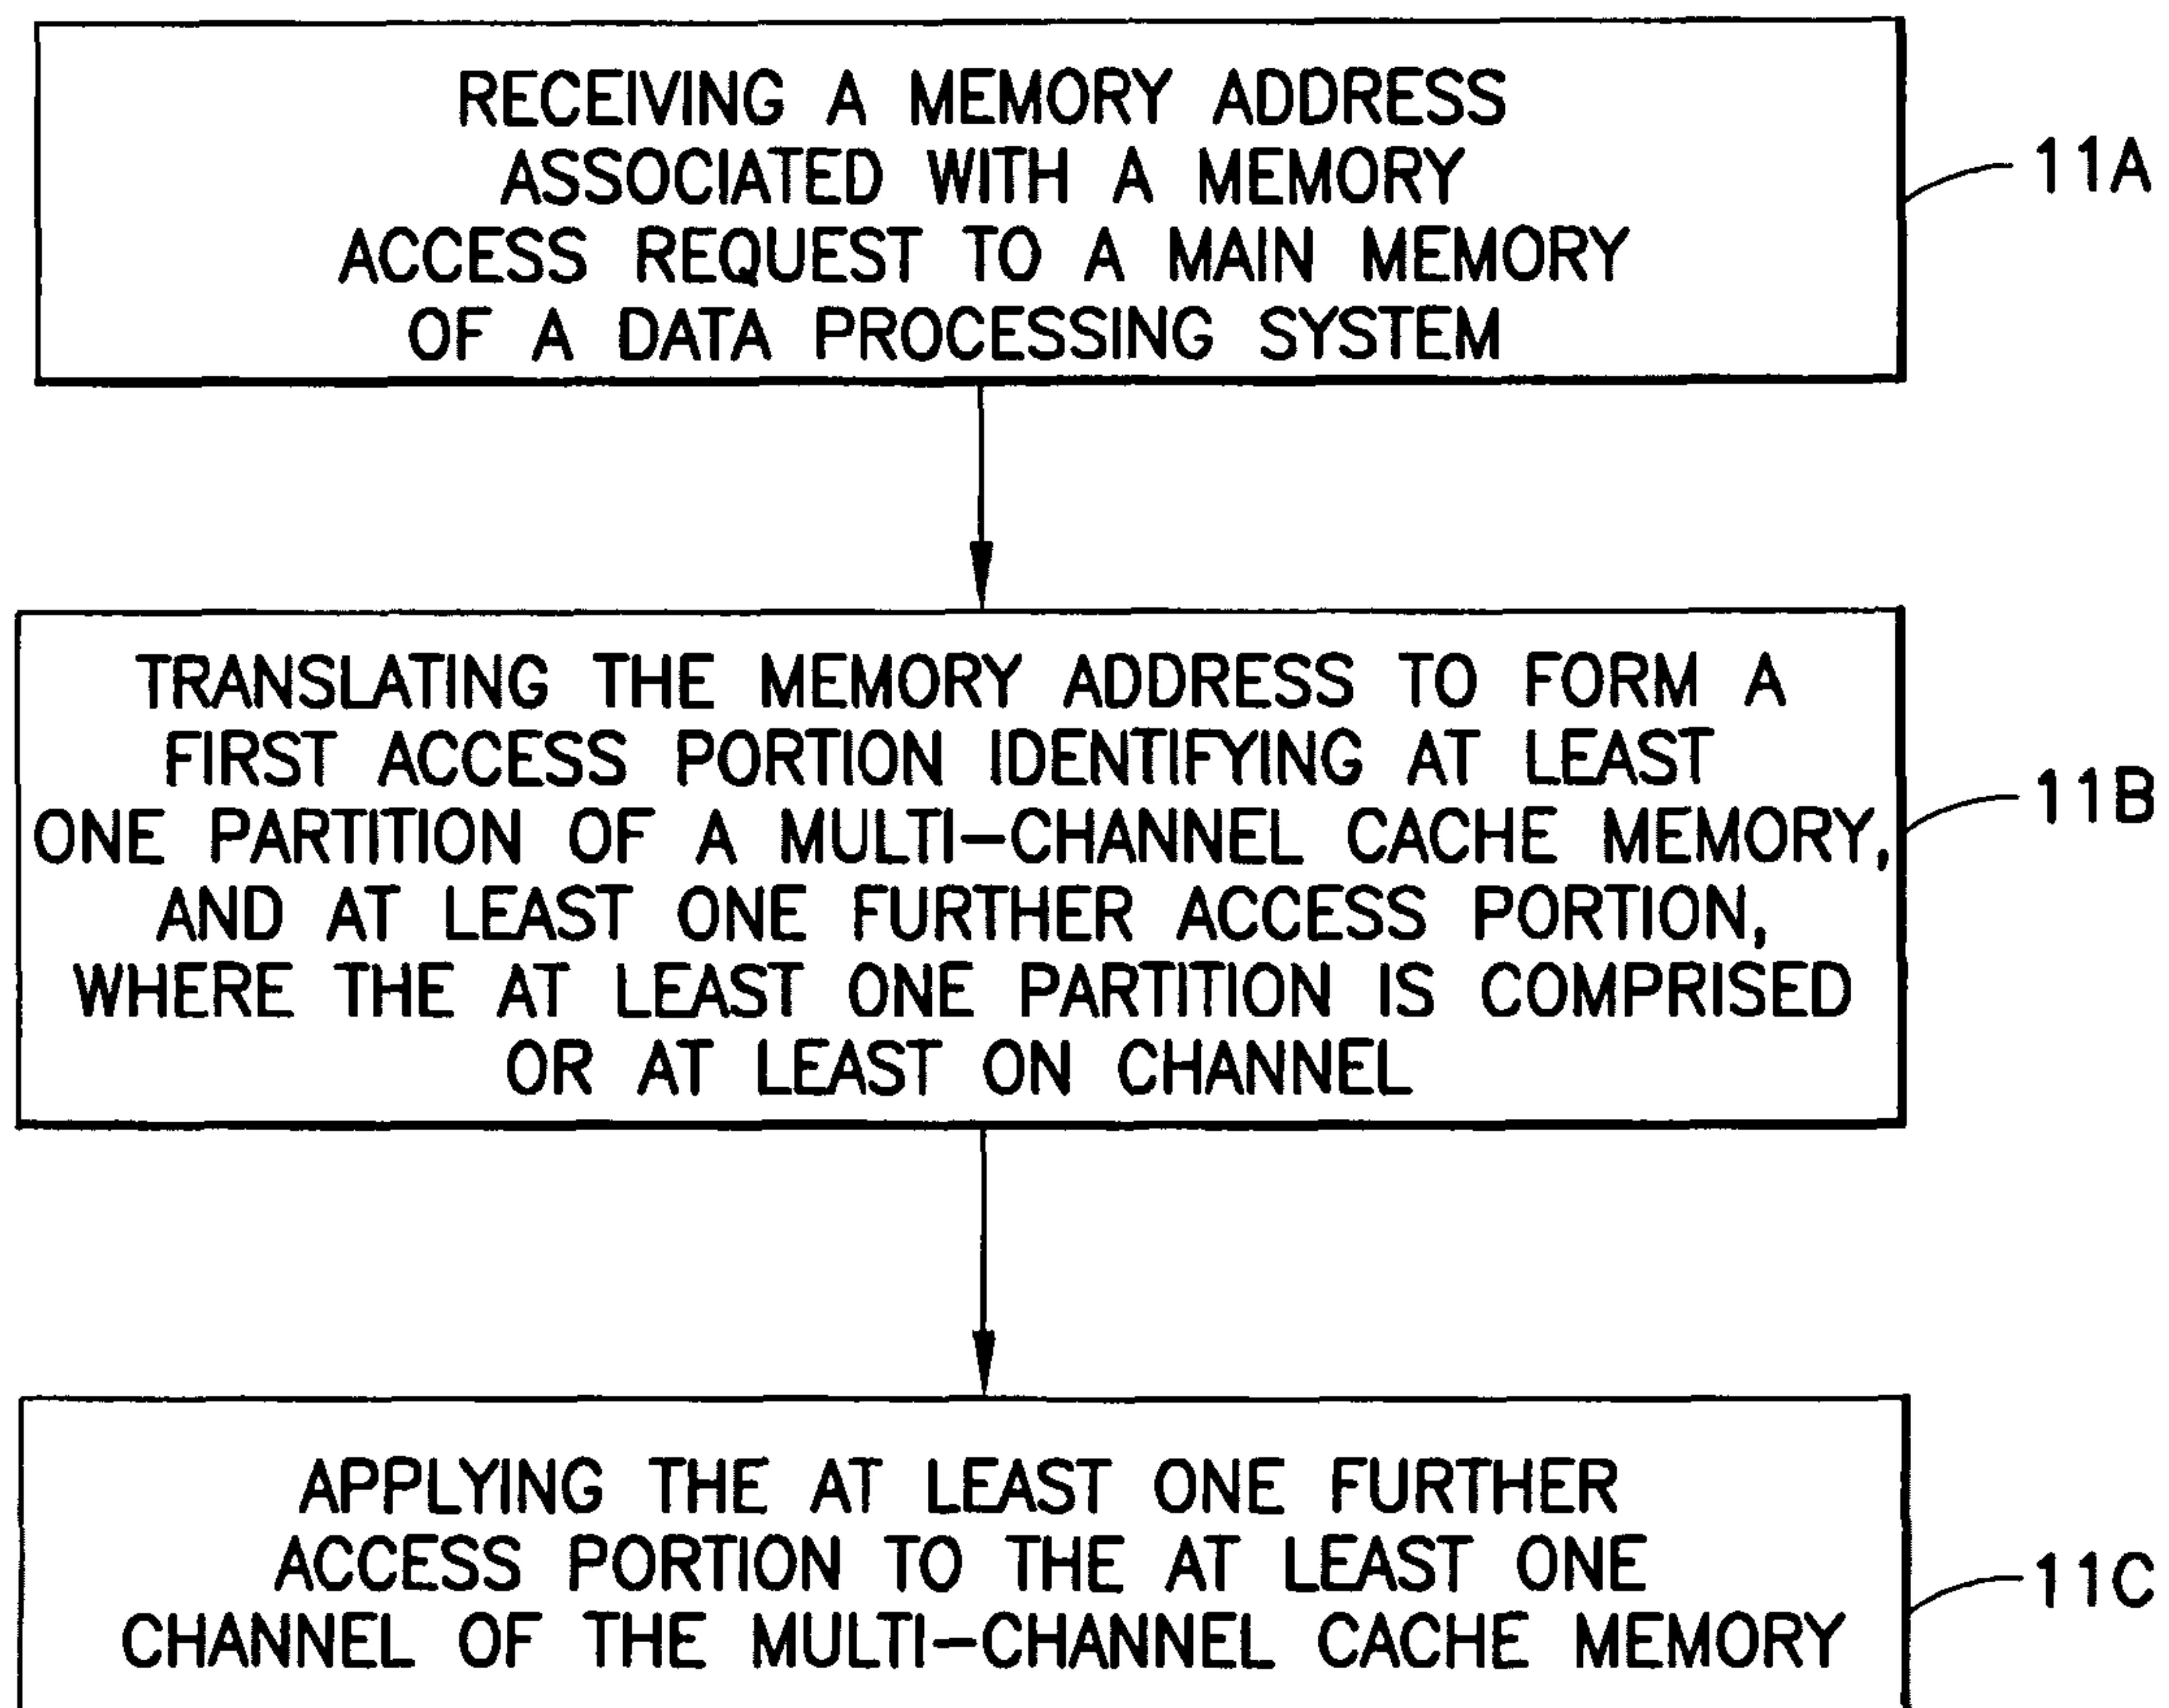 RECEIVING A MEMORY ADDRESS
ASSOCIATED WITH A MEMORY
ACCESS REQUEST TO A MAIN MEMORY
OF A DATA PROCESSING SYSTEM
11A
TRANSLATING THE MEMORY ADDRESS TO FORM A
FIRST ACCESS PORTION IDENTIFYING AT LEAST
ONE PARTITION OF A MULTI-CHANNEL CACHE MEMORY,
AND AT LEAST ONE FURTHER ACCESS PORTION,
WHERE THE AT LEAST ONE PARTITION IS COMPRISED
OR AT LEAST ON CHANNEL
11B
APPLYING THE AT LEAST ONE FURTHER
ACCESS PORTION TO THE AT LEAST ONE
CHANNEL OF THE MULTI-CHANNEL CACHE MEMORY
11C